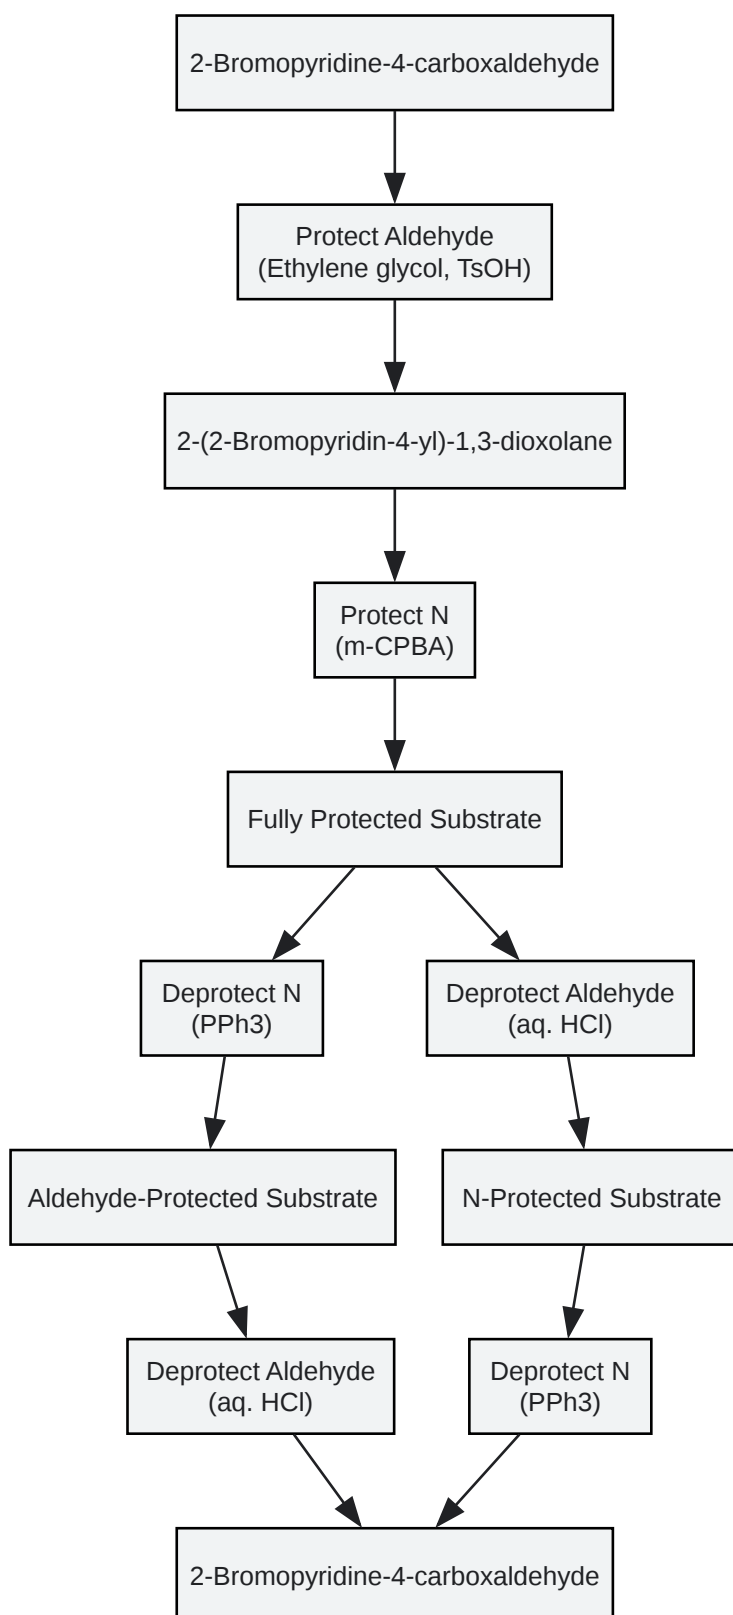 2-Bromopyridine-4-carboxaldehyde
Protect Aldehyde
(Ethylene glycol, TsOH)
2-(2-Bromopyridin-4-yl)-1,3-dioxolane
Protect N
(m-CPBA)
Fully Protected Substrate
Deprotect N
(PPh3)
Deprotect Aldehyde
(aq. HCl)
Aldehyde-Protected Substrate
N-Protected Substrate
Deprotect Aldehyde
(aq. HCl)
Deprotect N
(PPh3)
2-Bromopyridine-4-carboxaldehyde